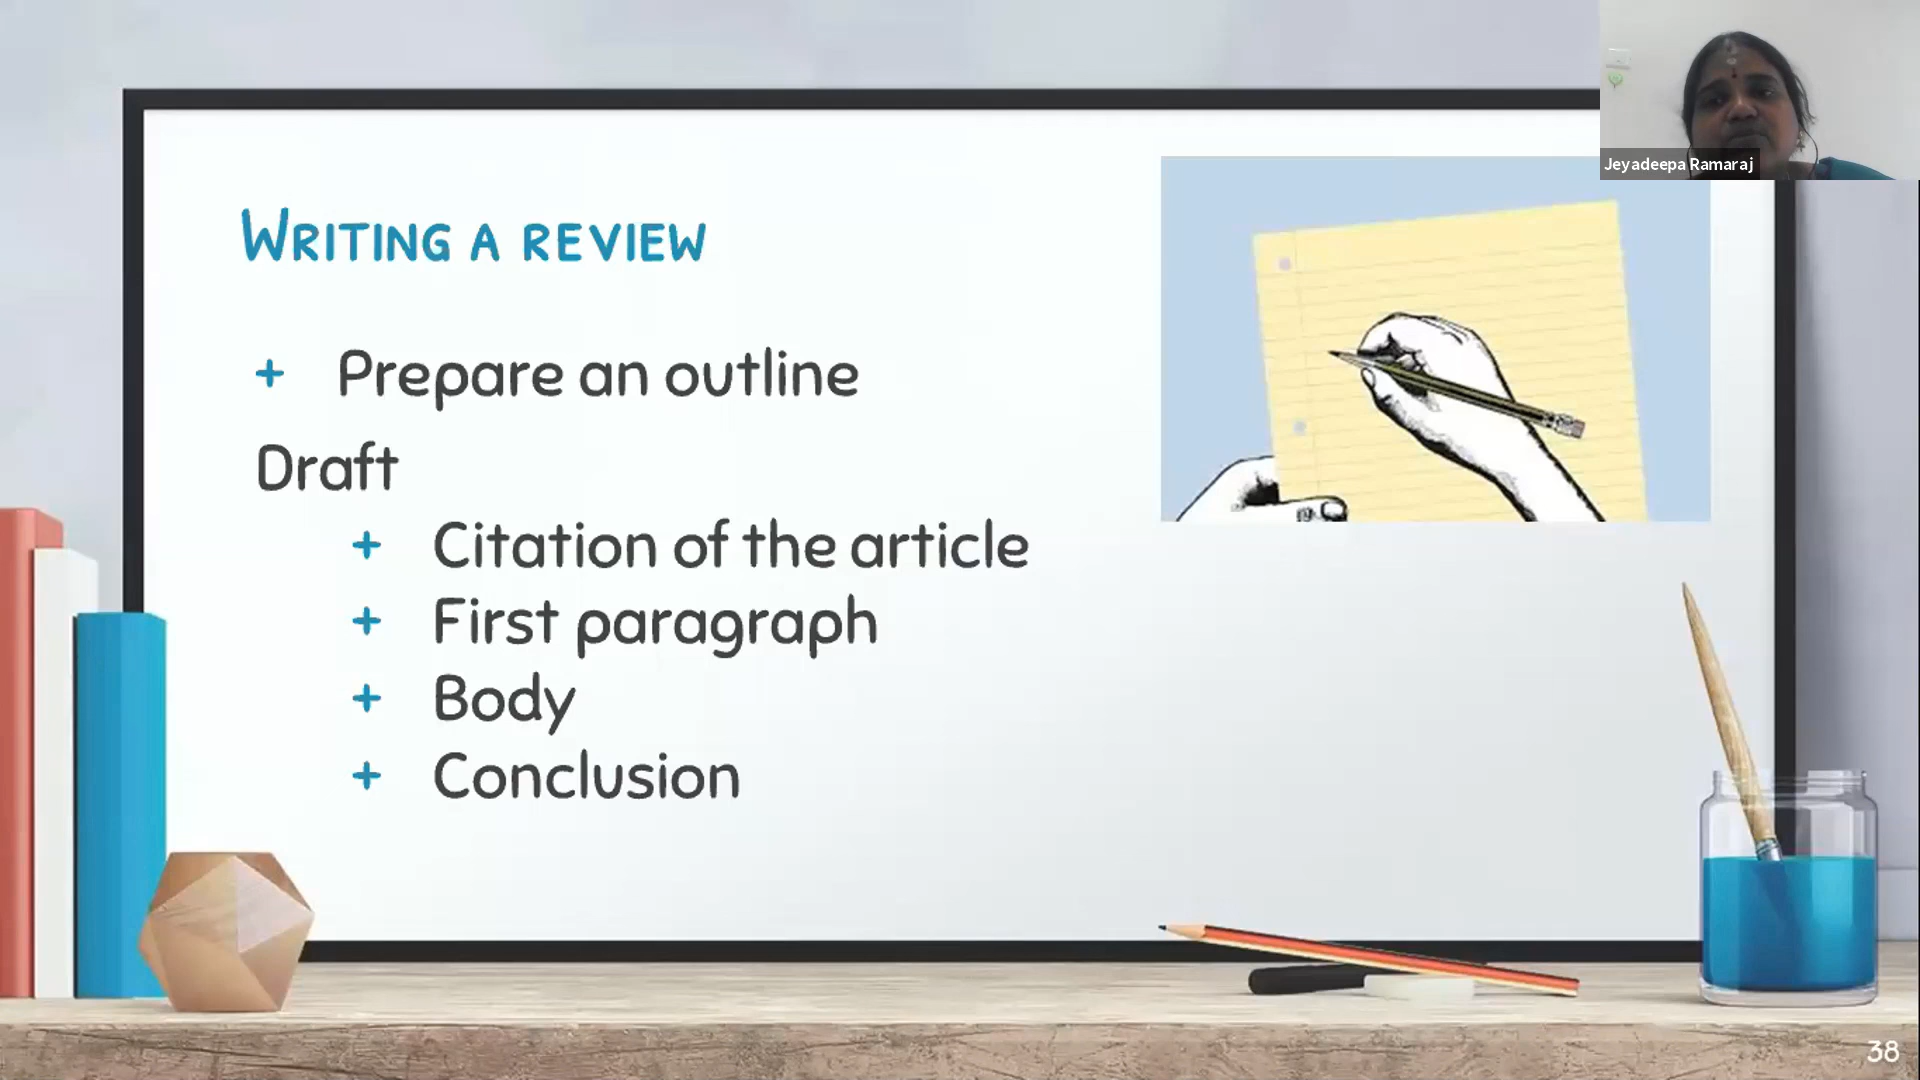 Jeyadeepa Ramaraj
WRITING A REVIEW
+ Prepare an outline
Draft
+ Citation of the article
+ First paragraph
+ Body
+ Conclusion
38